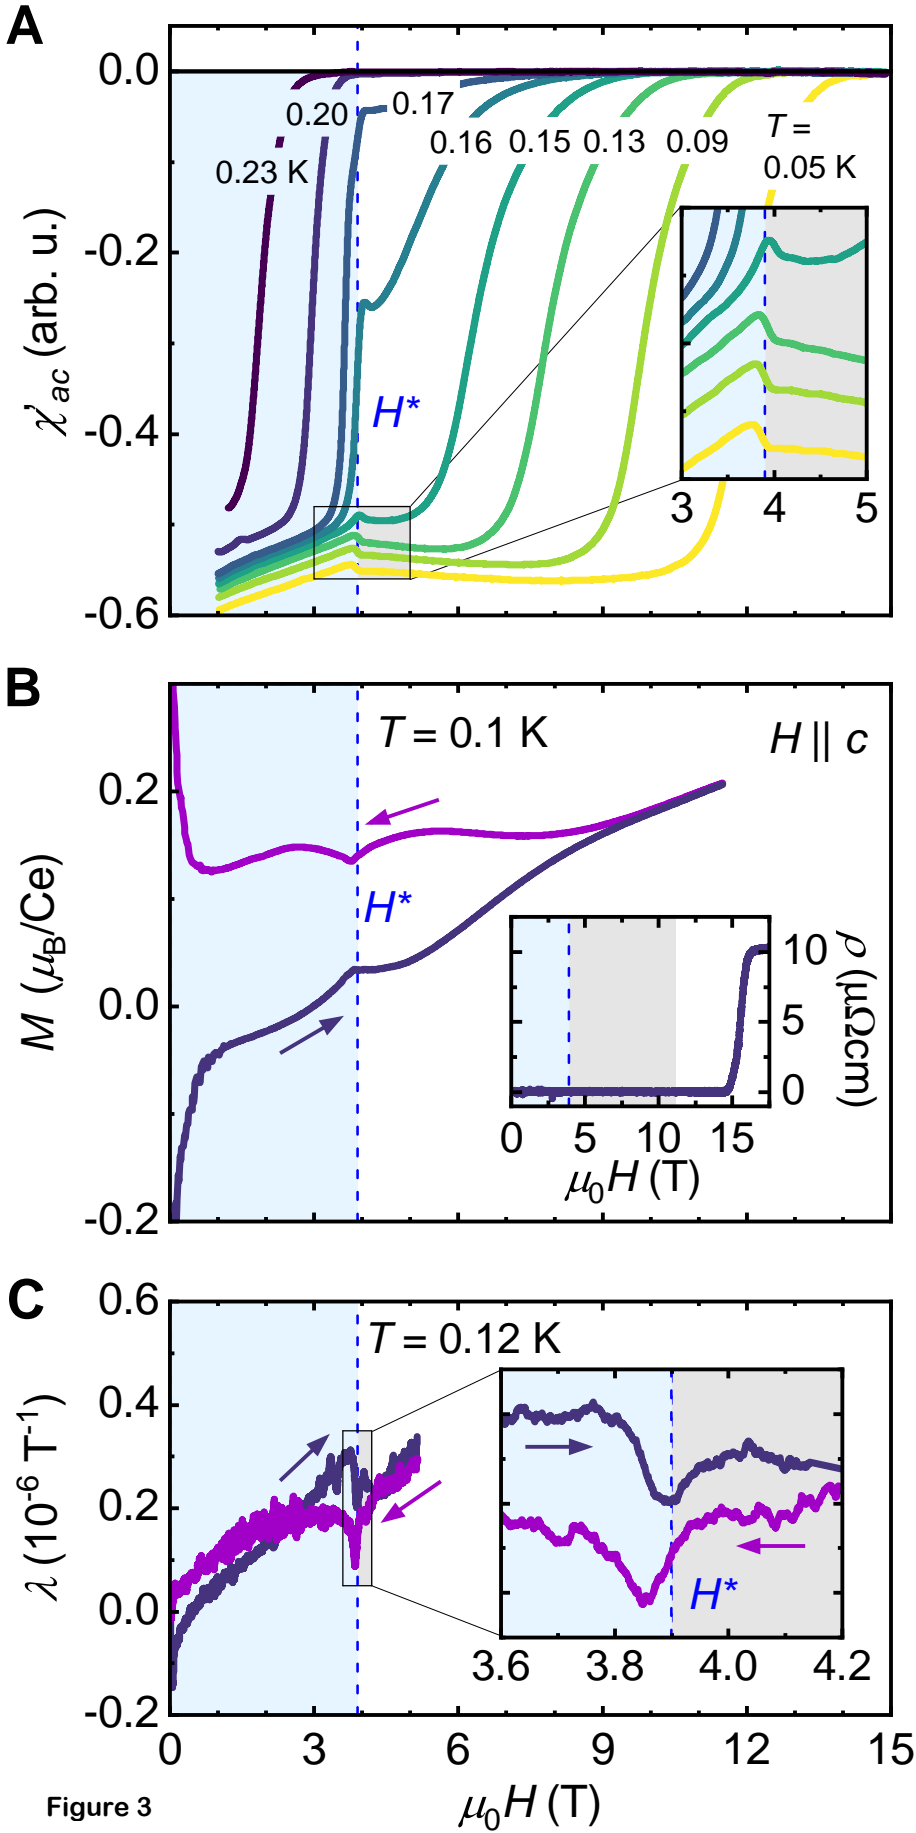 A
0.0
-0.2
-0.4
-0.6
χ'ac (arb. u.)
0.23 K
0.20
0.17
0.16
0.15
0.13
0.09
T =
0.05 K
H*
3 4 5
B
T = 0.1 K
H || c
0.2
0.0
-0.2
M (μB/Ce)
H*
10
5
0
ρ (μΩcm)
0 5 10 15
μ0H (T)
C
T = 0.12 K
0.6
0.4
0.2
0.0
-0.2
λ (10⁻⁶ T⁻¹)
H*
3.6 3.8 4.0 4.2
0 3 6 9 12 15
μ0H (T)
Figure 3